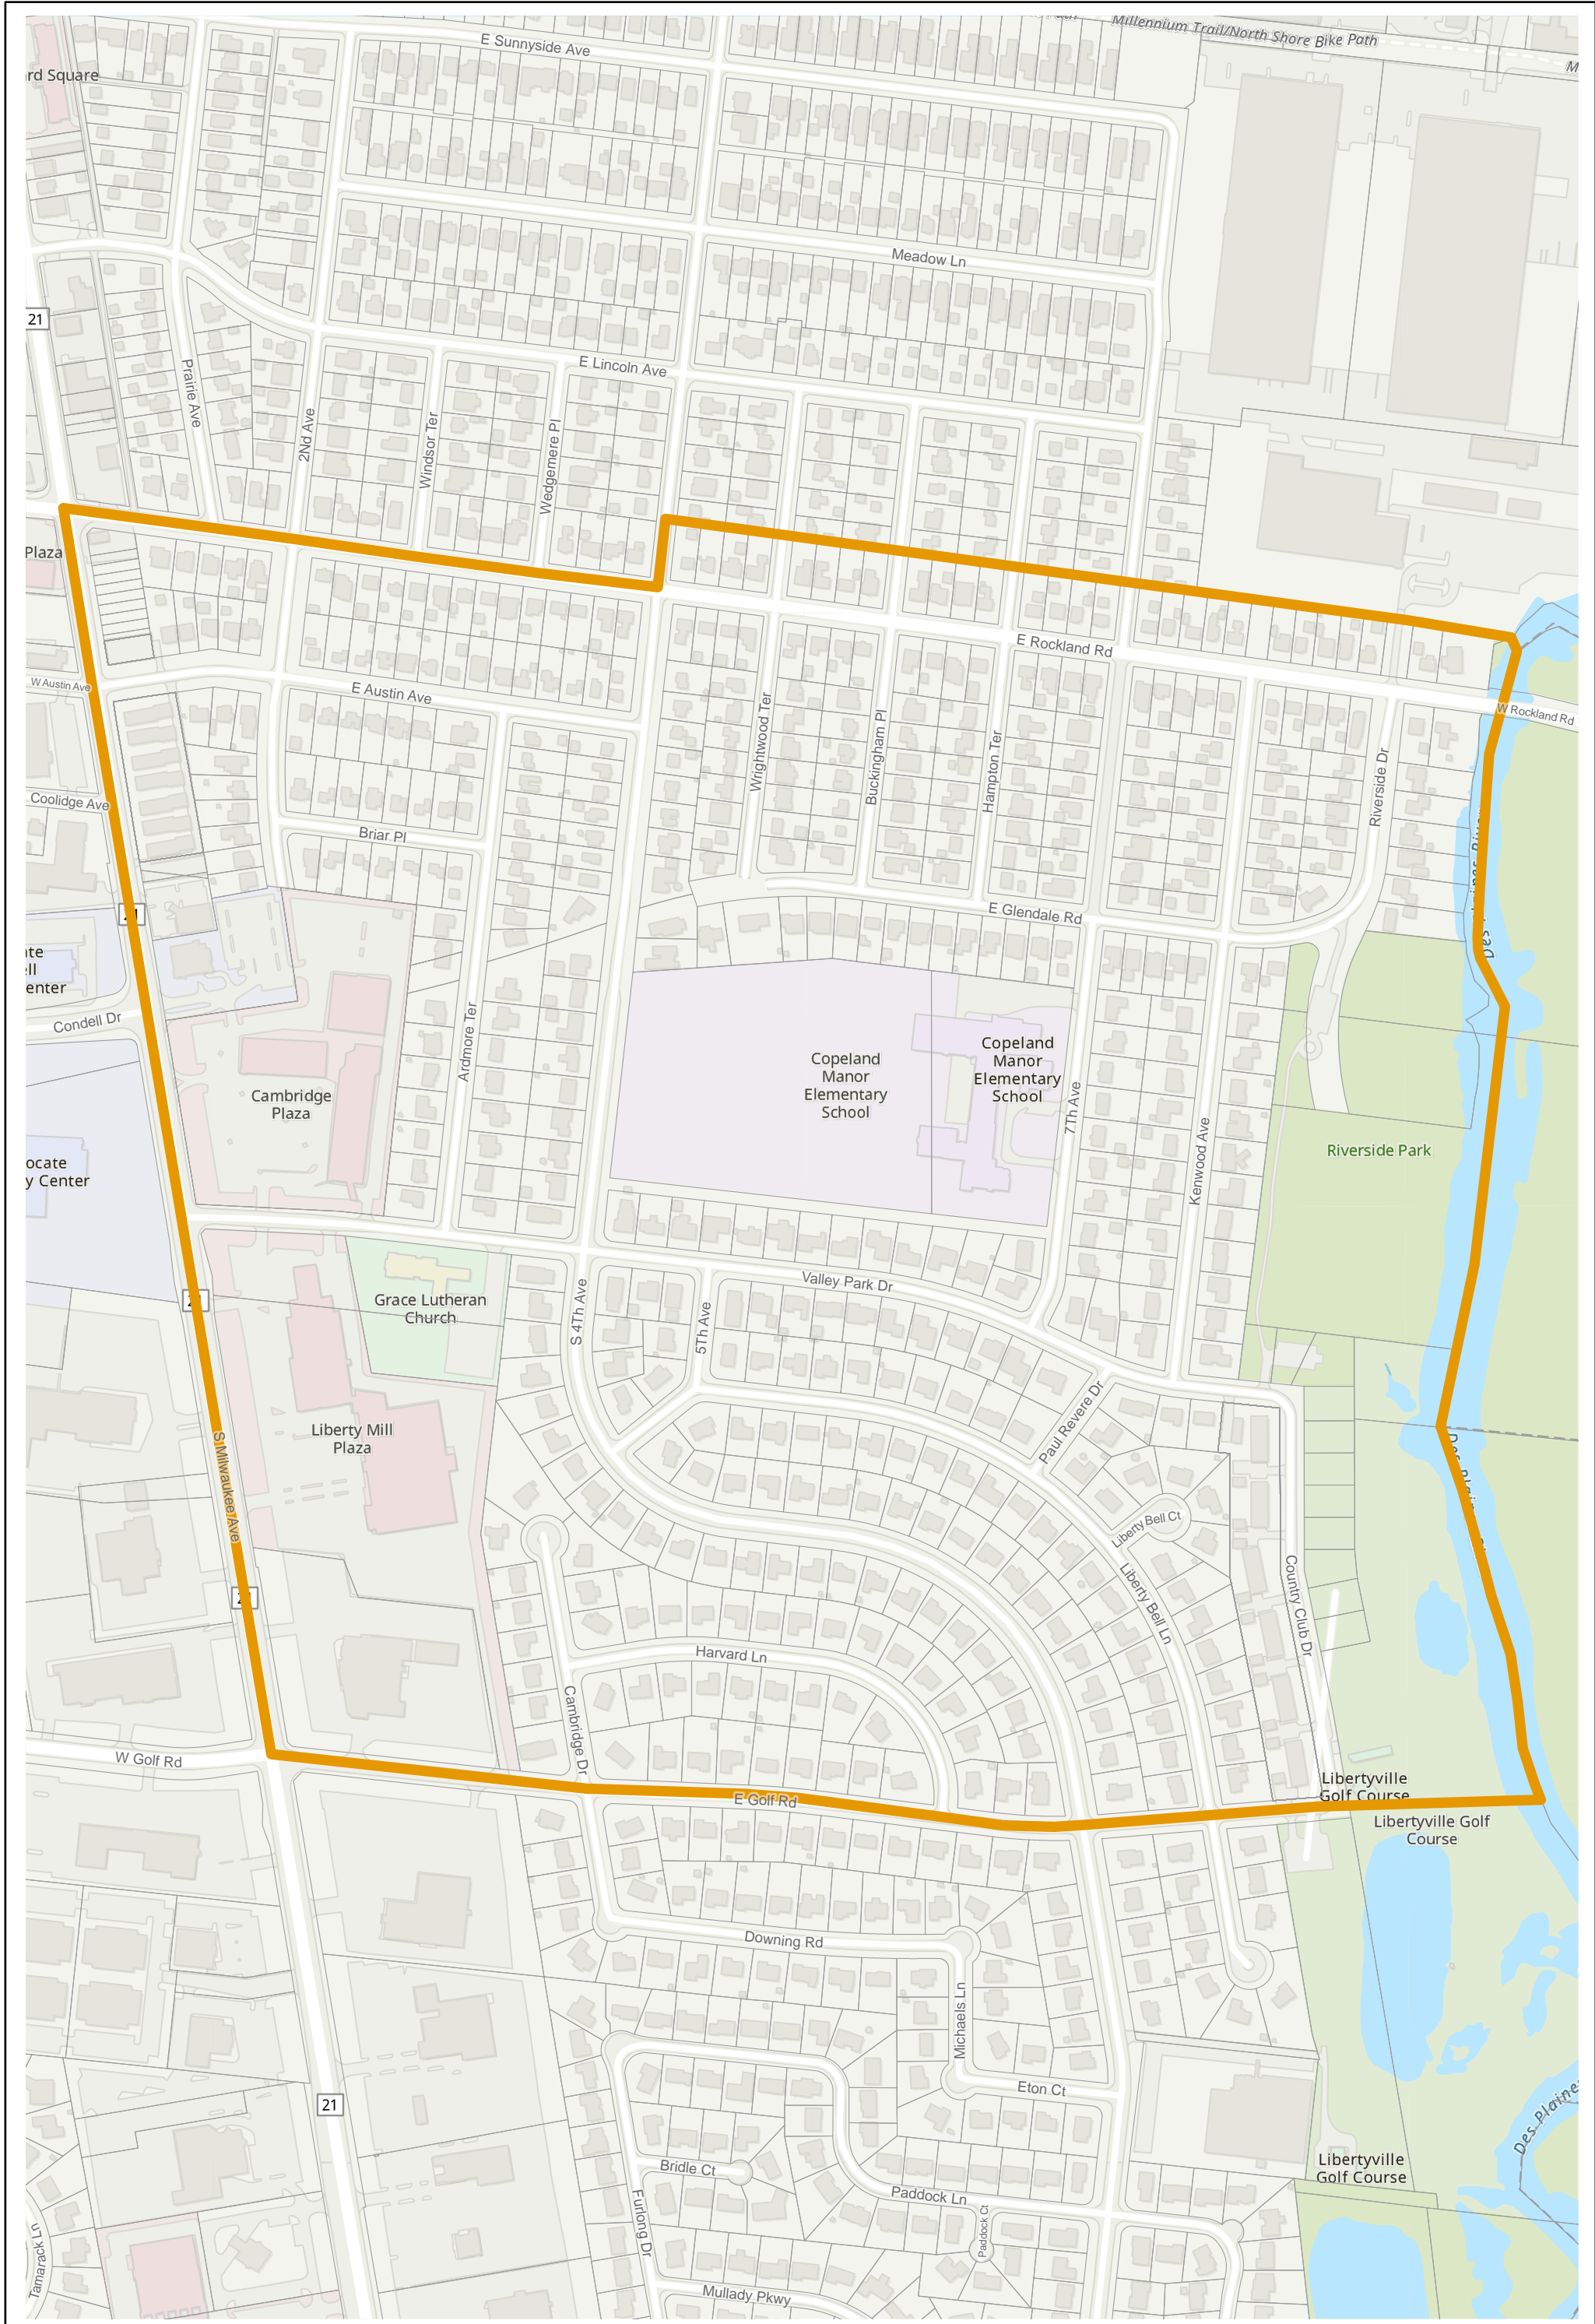 E Sunnyside Ave
Millennium Trail/North Shore Bike Path
M
rd Square
Meadow Ln
21
E Lincoln Ave
Prairie Ave
2Nd Ave
Windsor Ter
Wedgemere Pl
Plaza
E Rockland Rd
W Austin Ave
E Austin Ave
W Rockland Rd
Wrightwood Ter
Buckingham Pl
Hampton Ter
Riverside Dr
Coolidge Ave
Briar Pl
21
E Glendale Rd
Des
ate
ell
enter
Condell Dr
Ardmore Ter
Copeland
Manor
Elementary
School
Copeland
Manor
Elementary
School
Cambridge
Plaza
7Th Ave
Kenwood Ave
Riverside Park
ocate
y Center
Valley Park Dr
Grace Lutheran
Church
S 4Th Ave
5Th Ave
21
Liberty Mill
Plaza
Paul Revere Dr
S Milwaukee Ave
Liberty Bell Ct
Des
Liberty Bell Ln
Country Club Dr
Harvard Ln
Cambridge Dr
W Golf Rd
E Golf Rd
Libertyville
Golf Course
Libertyville Golf
Course
Downing Rd
Michaels Ln
Eton Ct
21
Des Plaines
Bridle Ct
Libertyville
Golf Course
Furlong Dr
Paddock Ln
Paddock Ct
Tamarack Ln
Mullady Pkwy